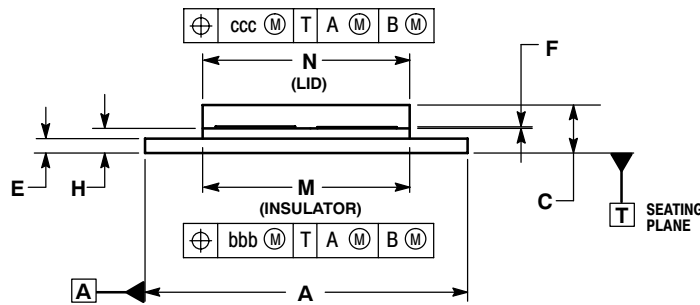 ⌖ ccc Ⓜ T A Ⓜ B Ⓜ
N
(LID)
F
E
H
M
(INSULATOR)
C
T
SEATING
PLANE
⌖ bbb Ⓜ T A Ⓜ B Ⓜ
A
A